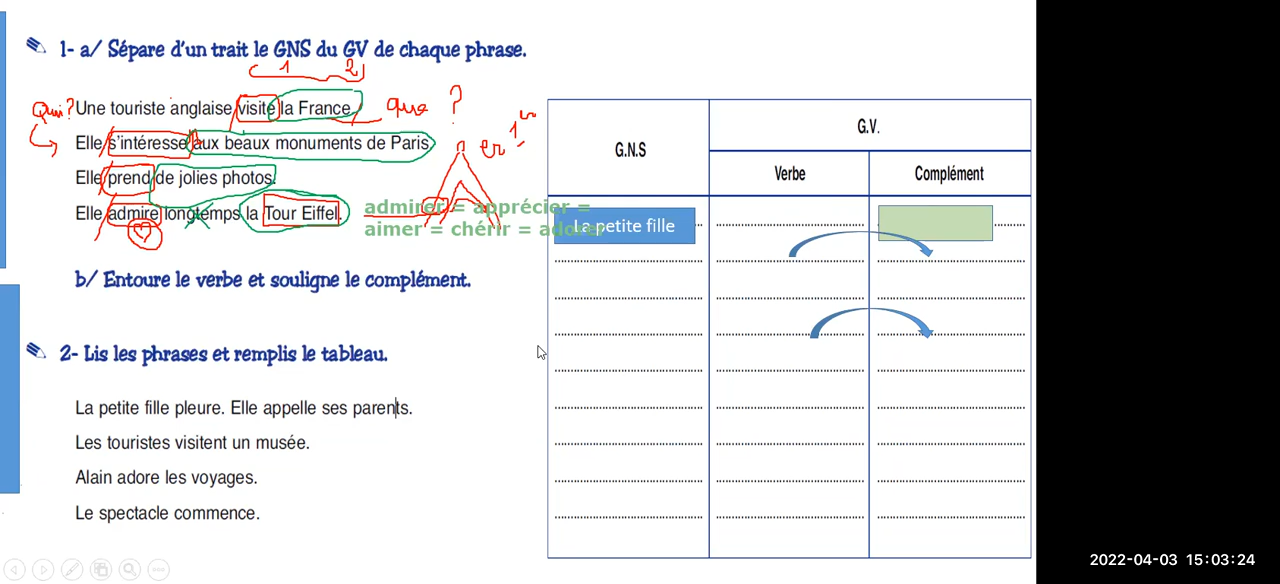 1- a/ Sépare d'un trait le GNS du GV de chaque phrase.
1 2
Qui? Une touriste anglaise visite la France. que ?
Elle s'intéresse aux beaux monuments de Paris.
er 1er
Elle prend de jolies photos.
Elle admire longtemps la Tour Eiffel.
admirer = apprécier =
aimer = chérir = adorer
b/ Entoure le verbe et souligne le complément.
2- Lis les phrases et remplis le tableau.
La petite fille pleure. Elle appelle ses parents.
Les touristes visitent un musée.
Alain adore les voyages.
Le spectacle commence.
G.N.S
G.V.
Verbe
Complément
La petite fille
2022-04-03 15:03:24